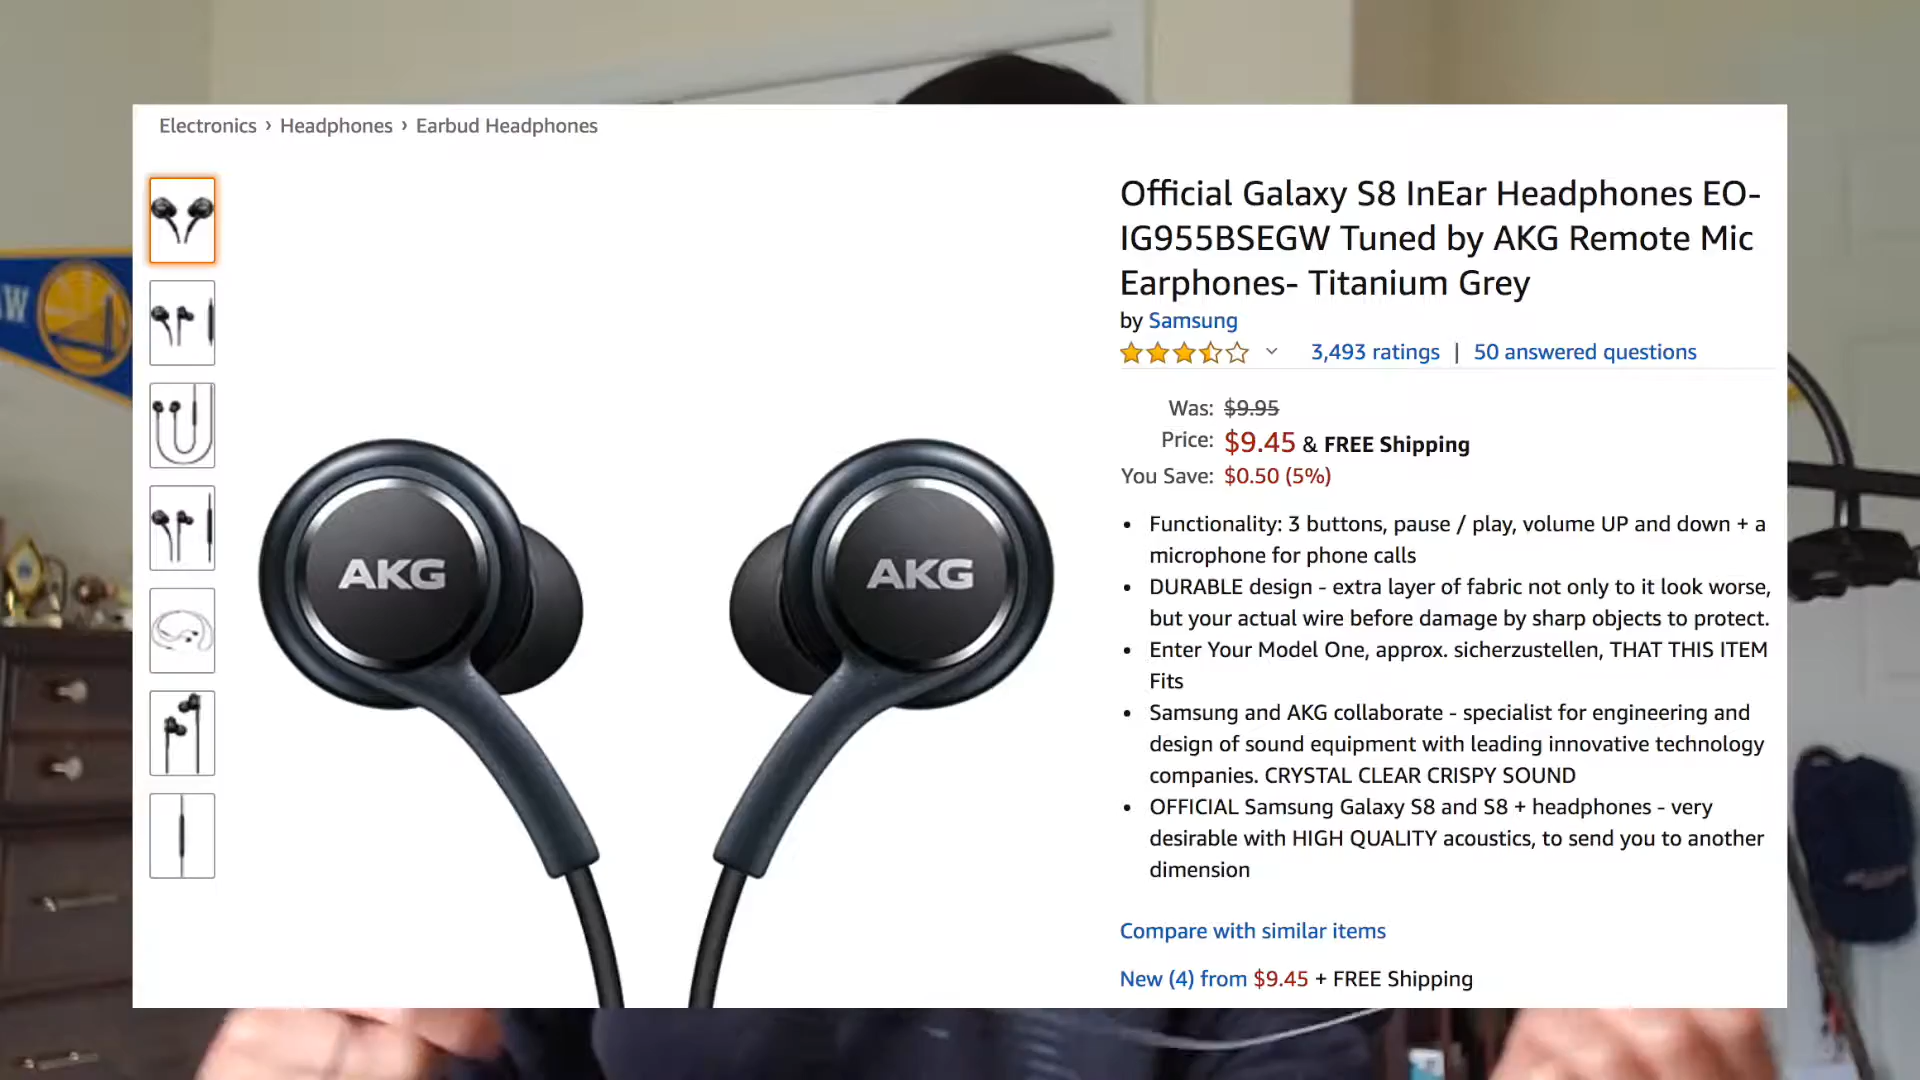 Electronics › Headphones › Earbud Headphones
Official Galaxy S8 InEar Headphones EO-
IG955BSEGW Tuned by AKG Remote Mic
Earphones- Titanium Grey
by Samsung
3,493 ratings | 50 answered questions
Was: $9.95
Price: $9.45 & FREE Shipping
You Save: $0.50 (5%)
• Functionality: 3 buttons, pause / play, volume UP and down + a
microphone for phone calls
• DURABLE design - extra layer of fabric not only to it look worse,
but your actual wire before damage by sharp objects to protect.
• Enter Your Model One, approx. sicherzustellen, THAT THIS ITEM
Fits
• Samsung and AKG collaborate - specialist for engineering and
design of sound equipment with leading innovative technology
companies. CRYSTAL CLEAR CRISPY SOUND
• OFFICIAL Samsung Galaxy S8 and S8 + headphones - very
desirable with HIGH QUALITY acoustics, to send you to another
dimension
Compare with similar items
New (4) from $9.45 + FREE Shipping
AKG
AKG